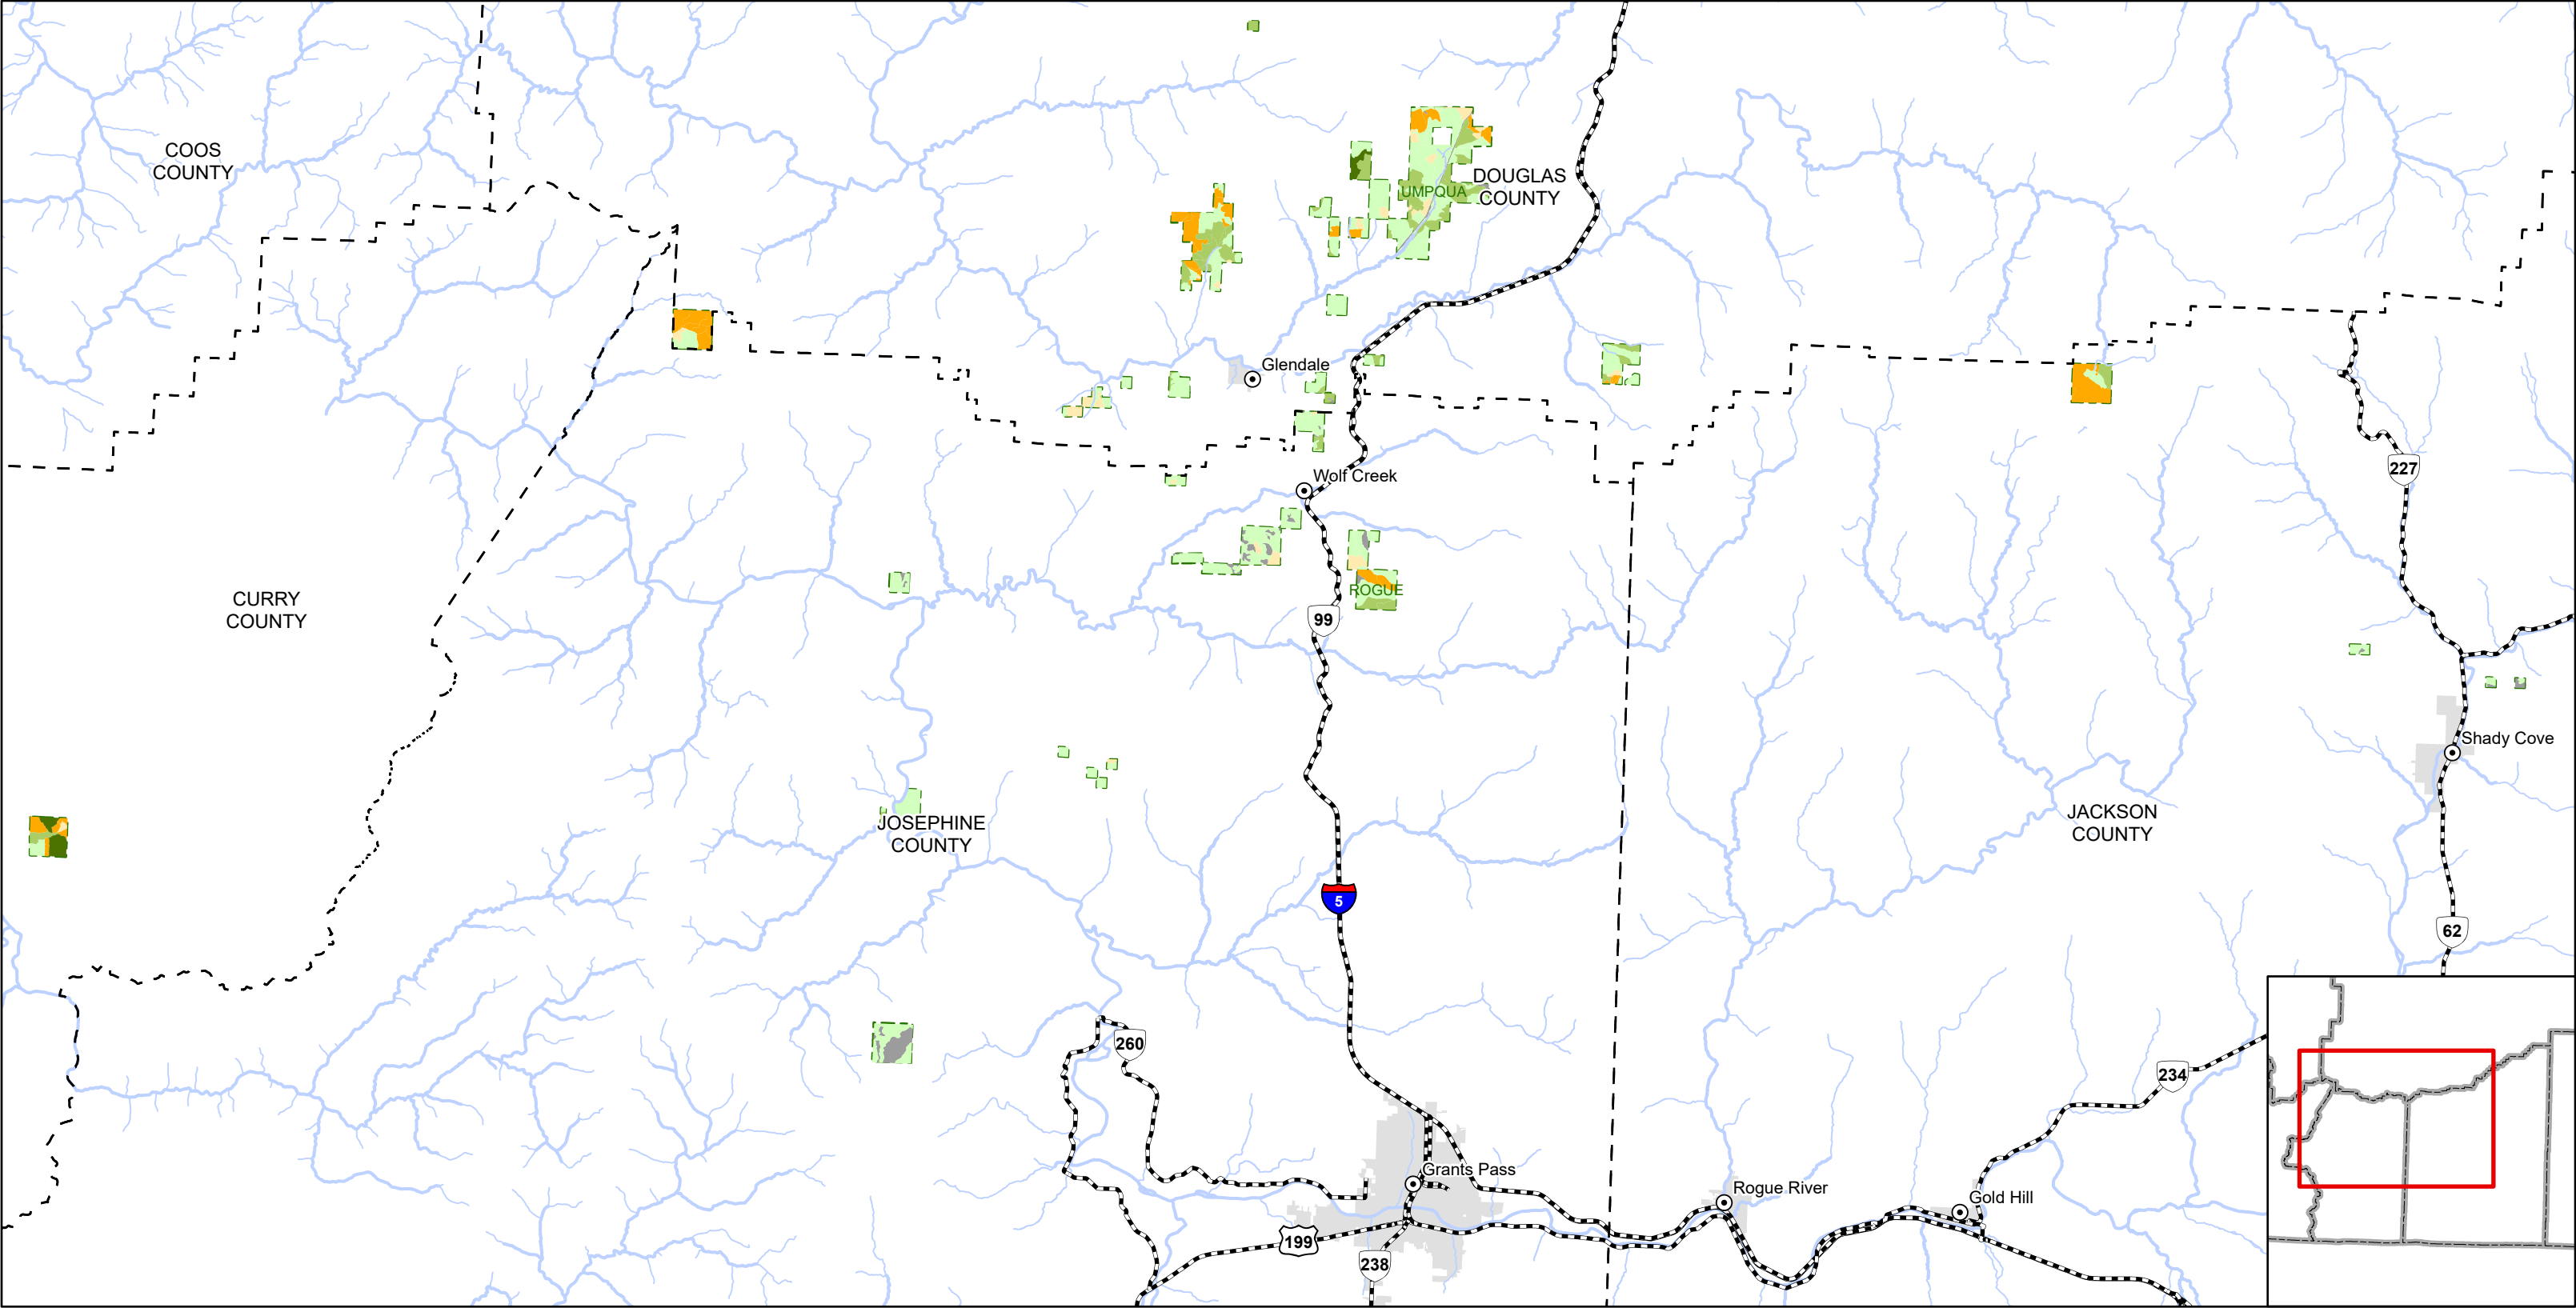 COOS
COUNTY
UMPQUA
DOUGLAS
COUNTY
Glendale
227
Wolf Creek
CURRY
COUNTY
ROGUE
99
Shady Cove
JOSEPHINE
COUNTY
JACKSON
COUNTY
5
62
260
234
Grants Pass
Rogue River
Gold Hill
199
238